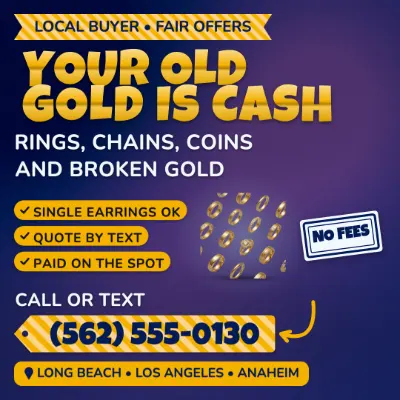 LOCAL BUYER • FAIR OFFERS
YOUR OLD
GOLD IS CASH
RINGS, CHAINS, COINS
AND BROKEN GOLD
SINGLE EARRINGS OK
QUOTE BY TEXT
PAID ON THE SPOT
NO FEES
CALL OR TEXT
(562) 555-0130
LONG BEACH • LOS ANGELES • ANAHEIM